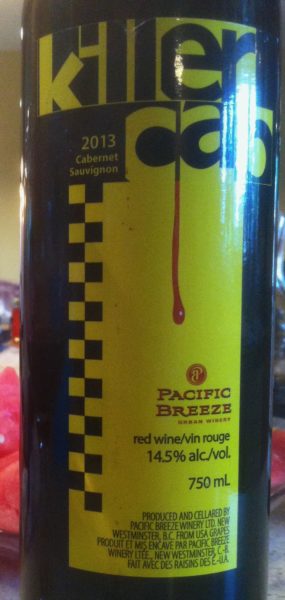 killer
cab
2013
Cabernet
Sauvignon
PACIFIC
BREEZE
URBAN WINERY
red wine/vin rouge
14.5% alc./vol.
750 mL
PRODUCED AND CELLARED BY
PACIFIC BREEZE WINERY LTD. NEW
WESTMINSTER, B.C. FROM USA GRAPES
PRODUIT ET MIS ENCAVE PAR PACIFIC BREEZE
WINERY LTÉE., NEW WESTMINSTER, C.-B.
FAIT AVEC DES RAISINS DES É.-U.A.